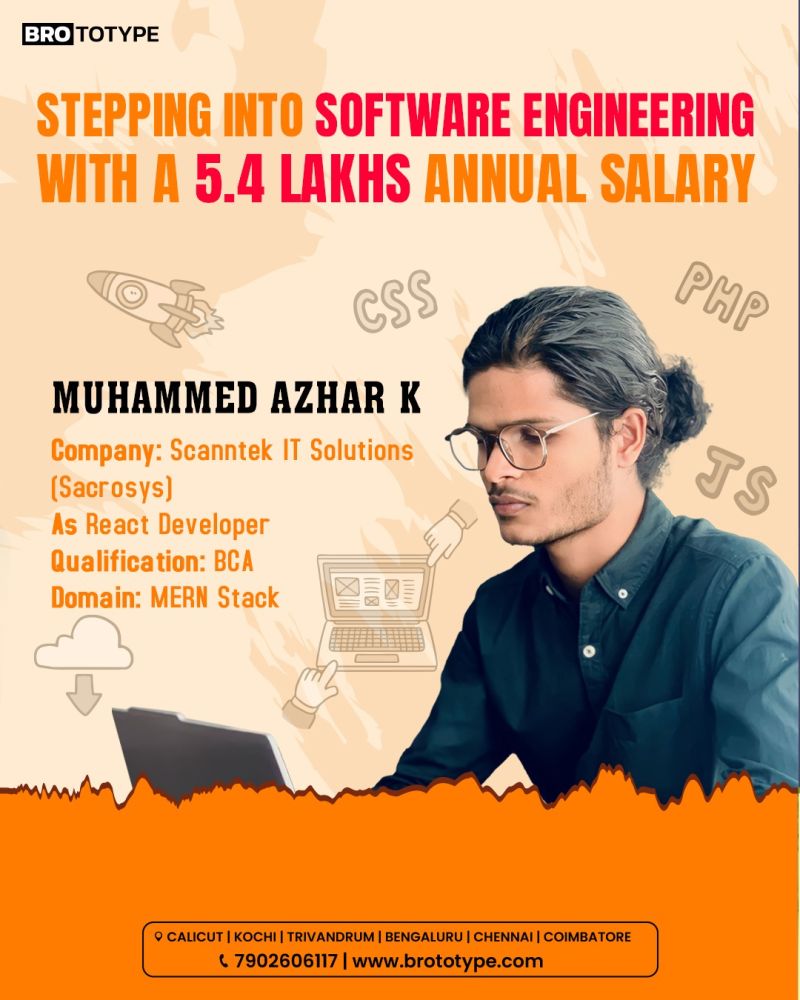 BROTOTYPE
STEPPING INTO SOFTWARE ENGINEERING
WITH A 5.4 LAKHS ANNUAL SALARY
CSS
PHP
MUHAMMED AZHAR K
Company: Scanntek IT Solutions
(Sacrosys)
As React Developer
Qualification: BCA
Domain: MERN Stack
JS
CALICUT | KOCHI | TRIVANDRUM | BENGALURU | CHENNAI | COIMBATORE
7902606117 | www.brototype.com